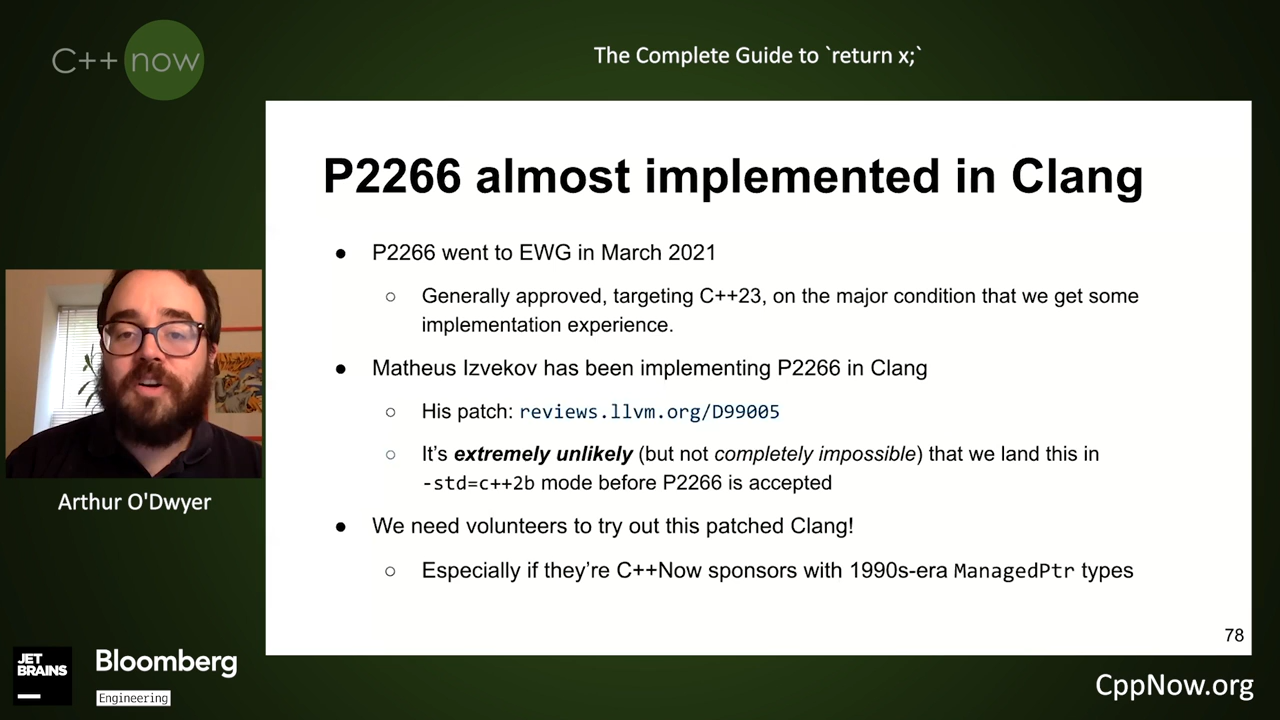 C++ now
The Complete Guide to `return x;`
P2266 almost implemented in Clang
● P2266 went to EWG in March 2021
○ Generally approved, targeting C++23, on the major condition that we get some
implementation experience.
● Matheus Izvekov has been implementing P2266 in Clang
○ His patch: reviews.llvm.org/D99005
○ It's extremely unlikely (but not completely impossible) that we land this in
-std=c++2b mode before P2266 is accepted
● We need volunteers to try out this patched Clang!
○ Especially if they're C++Now sponsors with 1990s-era ManagedPtr types
78
Arthur O'Dwyer
JET
BRAINS
Bloomberg
Engineering
CppNow.org